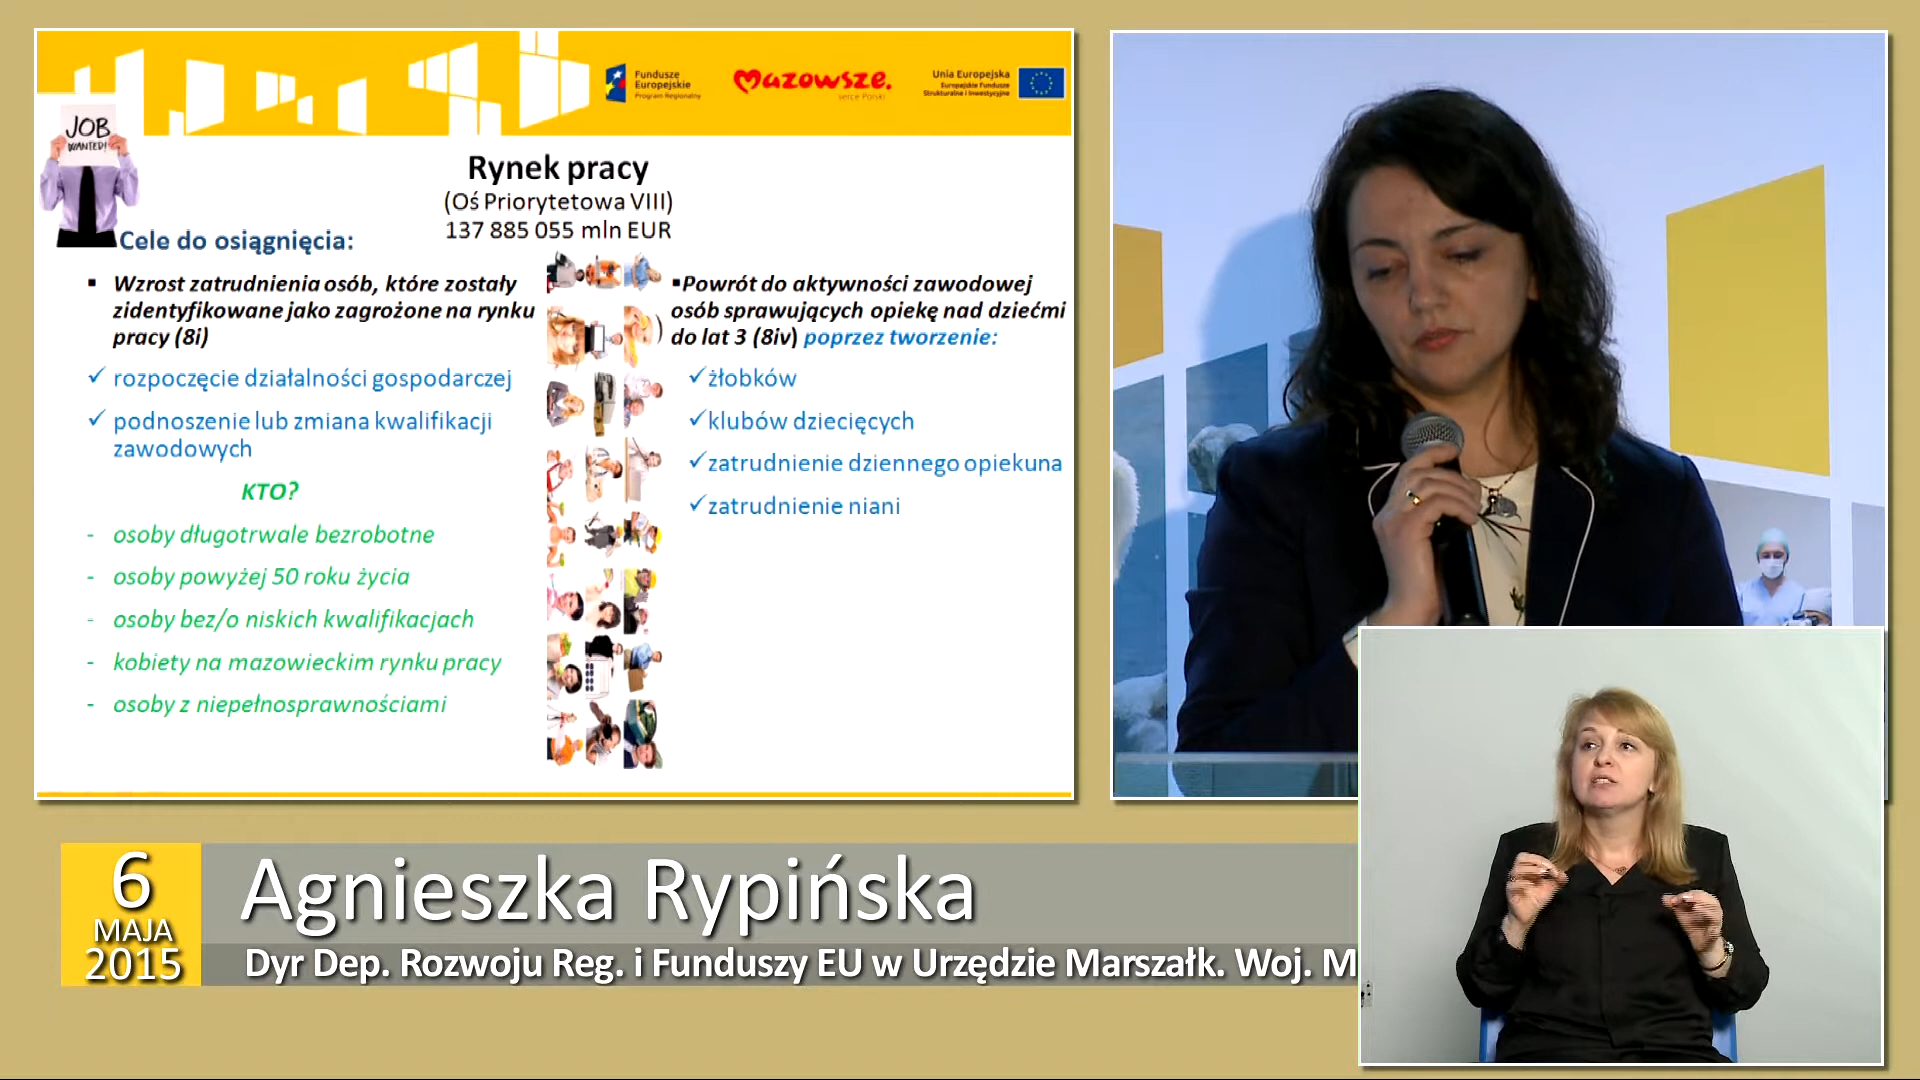 Fundusze
Europejskie
Program Regionalny
mazowsze.
serce Polski
Unia Europejska
Europejskie Fundusze
Strukturalne i Inwestycyjne
JOB
WANTED!
Rynek pracy
(Oś Priorytetowa VIII)
137 885 055 mln EUR
Cele do osiągnięcia:
▪ Wzrost zatrudnienia osób, które zostały
zidentyfikowane jako zagrożone na rynku
pracy (8i)
✓ rozpoczęcie działalności gospodarczej
✓ podnoszenie lub zmiana kwalifikacji
zawodowych
KTO?
- osoby długotrwale bezrobotne
- osoby powyżej 50 roku życia
- osoby bez/o niskich kwalifikacjach
- kobiety na mazowieckim rynku pracy
- osoby z niepełnosprawnościami
)
▪Powrót do aktywności zawodowej
osób sprawujących opiekę nad dziećmi
do lat 3 (8iv) poprzez tworzenie:
✓żłobków
✓klubów dziecięcych
✓zatrudnienie dziennego opiekuna
✓zatrudnienie niani
6
MAJA
2015
Agnieszka Rypińska
Dyr Dep. Rozwoju Reg. i Funduszy EU w Urzędzie Marszałk. Woj. M